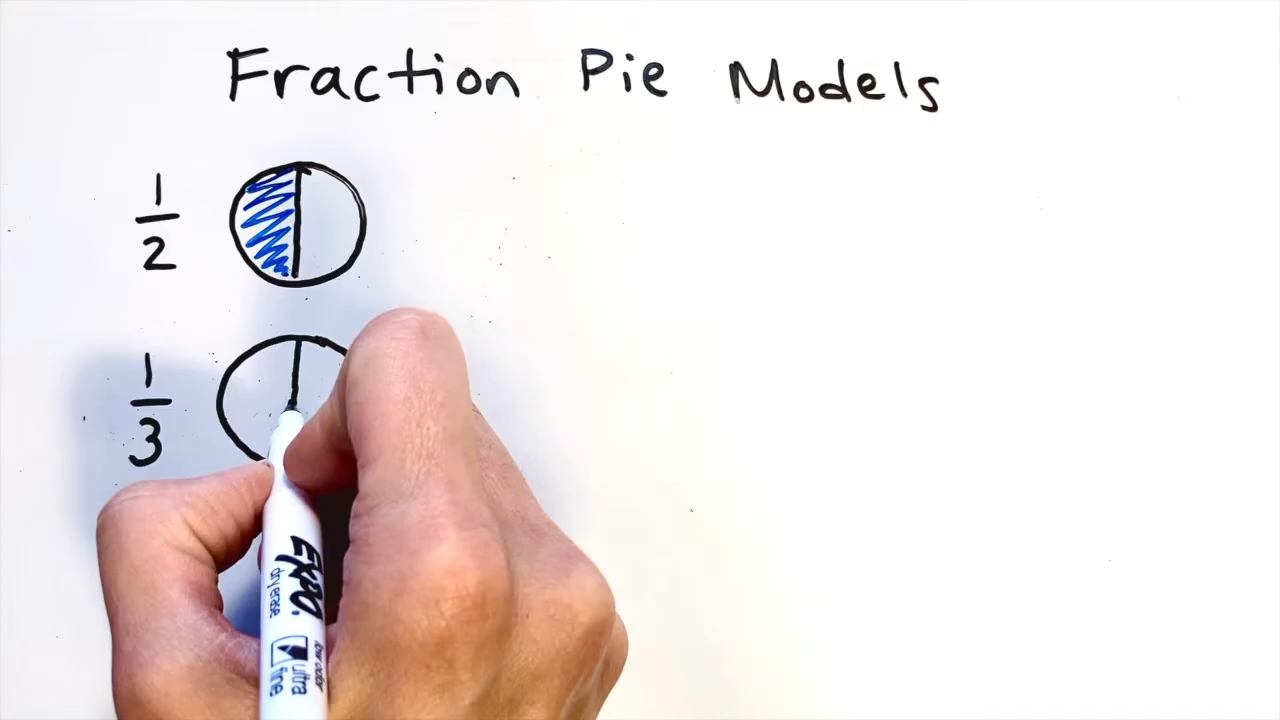 Fraction Pie Models
1
2
1
3
EXPO.
dry erase
low odor
ultra
fine